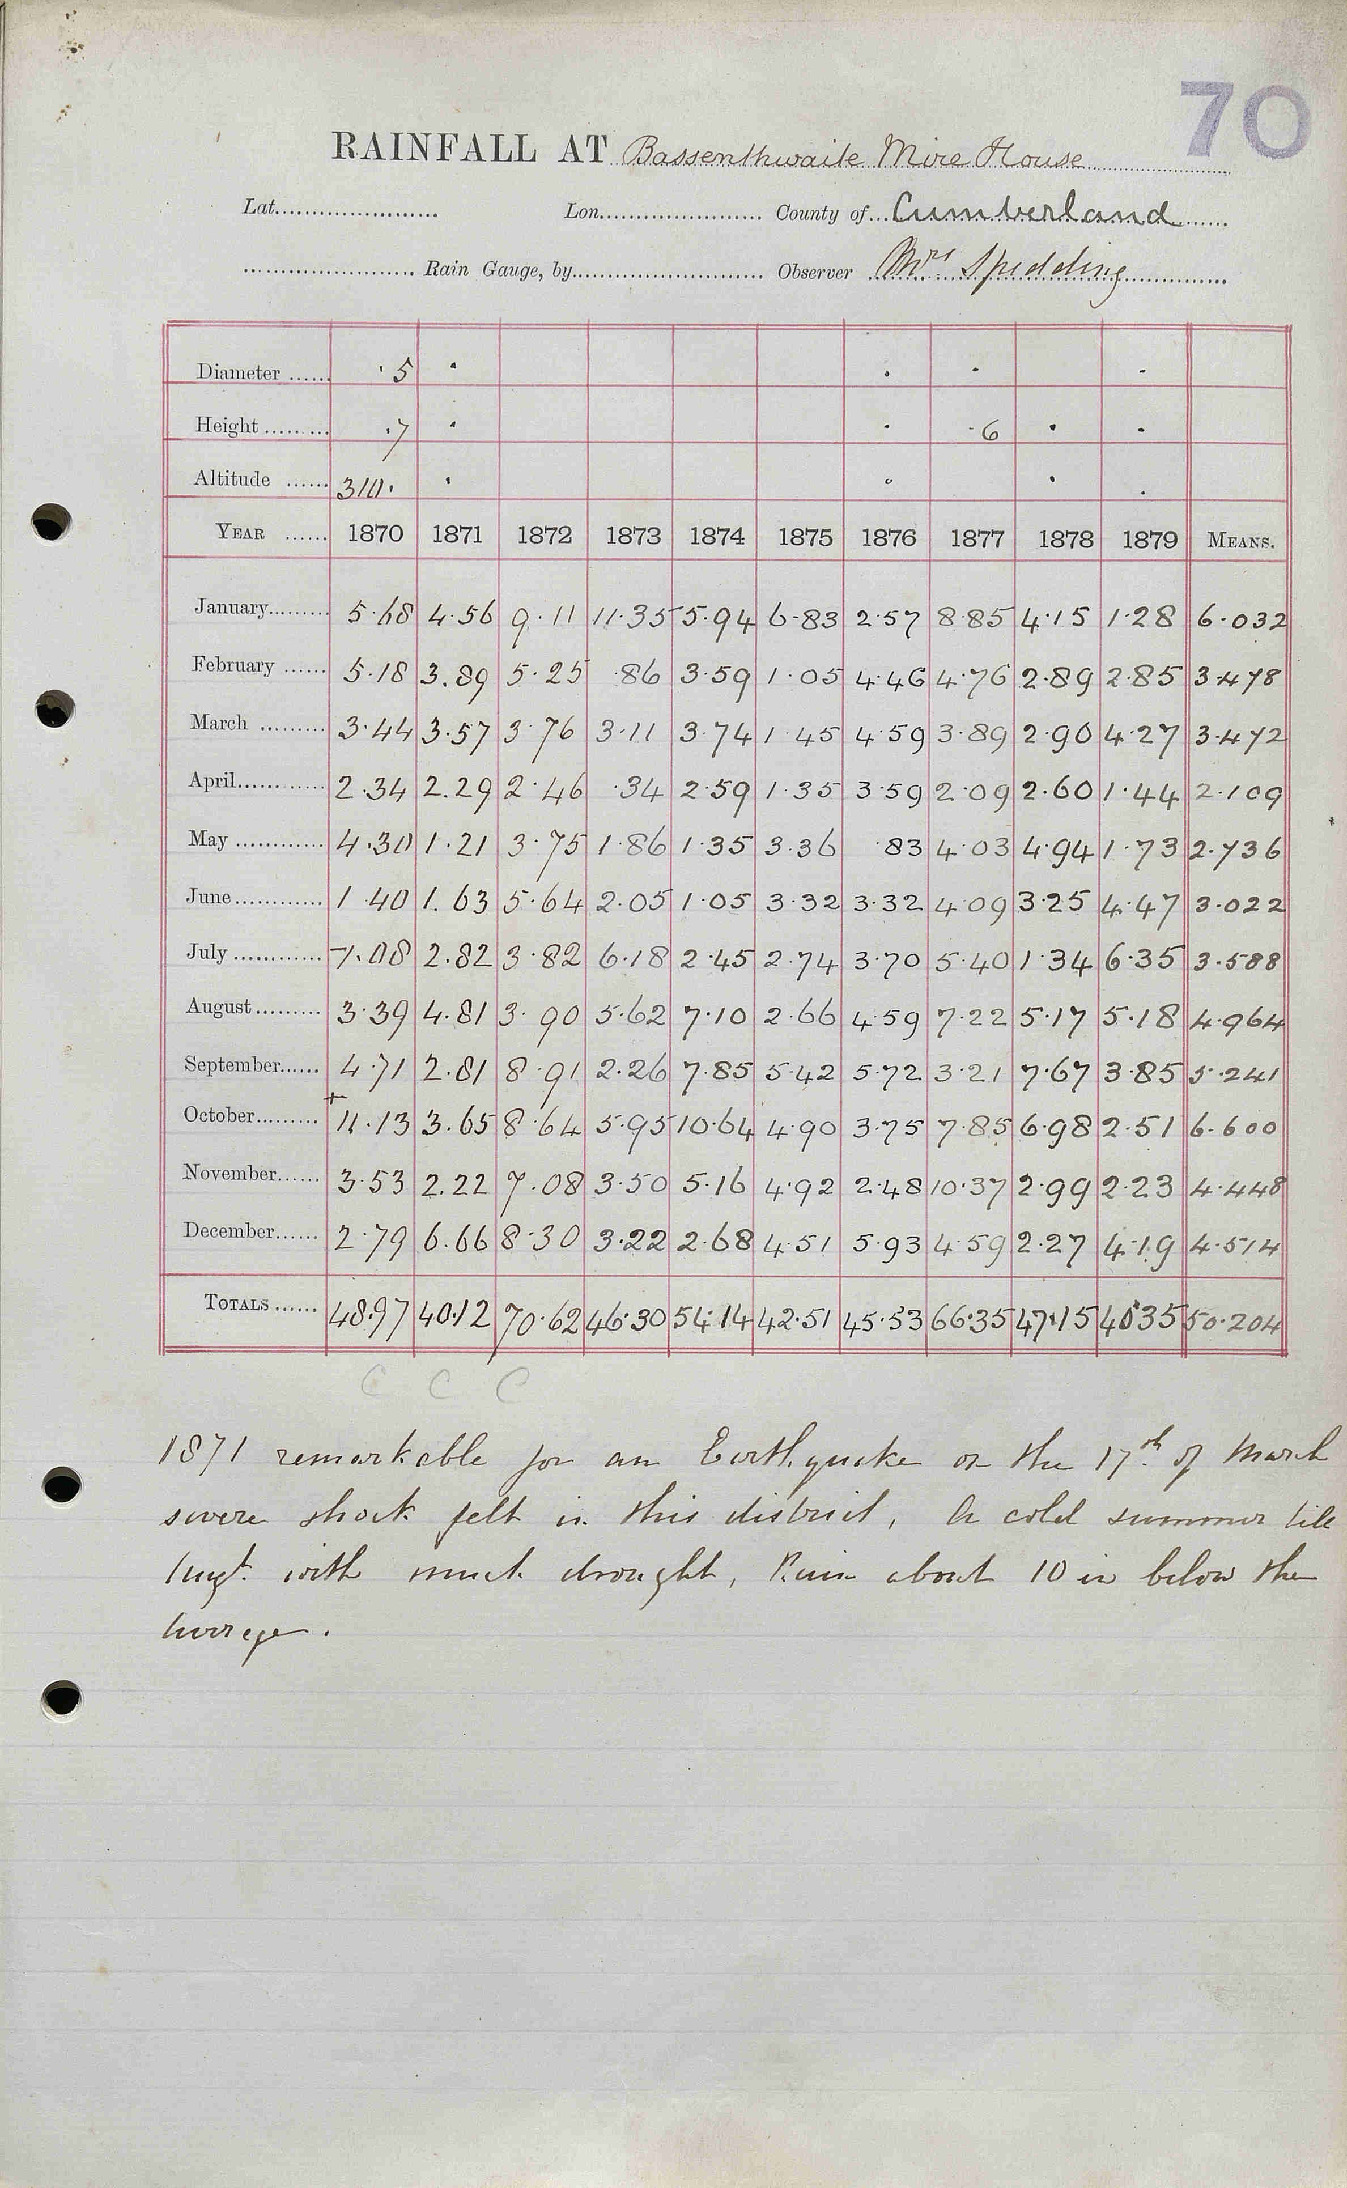 70
RAINFALL AT Bassenthwaite Mire House
Lat. Lon. County of Cumberland
Rain Gauge, by Observer Mrs Spedding
Diameter ·5 · · · ·
Height ·7 · · ·6 · ·
Altitude 310· · · · ·
YEAR 1870 1871 1872 1873 1874 1875 1876 1877 1878 1879 MEANS.
January 5·68 4·56 9·11 11·35 5·94 6·83 2·57 8·85 4·15 1·28 6·032
February 5·18 3.89 5·25 ·86 3·59 1·05 4·46 4·76 2·89 2·85 3·478
March 3·44 3·57 3·76 3·11 3·74 1·45 4·59 3·89 2·90 4·27 3·472
April 2·34 2.29 2·46 ·34 2·59 1·35 3·59 2·09 2·60 1·44 2·109
May 4·30 1·21 3·75 1·86 1·35 3·36 ·83 4·03 4·94 1·73 2·736
June 1·40 1.63 5·64 2·05 1·05 3·32 3·32 4·09 3·25 4·47 3·022
July 1·08 2.82 3·82 6·18 2·45 2·74 3·70 5·40 1·34 6·35 3·588
August 3·39 4.81 3·90 5·62 7·10 2·66 4·59 7·22 5·17 5·18 4·964
September 4·71 2.81 8·91 2·26 7·85 5·42 5·72 3·21 7·67 3·85 5·241
October + 11·13 3.65 8·64 5·95 10·64 4·90 3·75 7·85 6·98 2·51 6·600
November 3·53 2.22 7·08 3·50 5·16 4·92 2·48 10·37 2·99 2·23 4·448
December 2·79 6.66 8·30 3·22 2·68 4·51 5·93 4·59 2·27 4·19 4·514
TOTALS 48·97 40·12 70·62 46·30 54·14 42·51 45·53 66·35 47·15 40·35 50·204
C C C
1871 remarkable for an Earthquake on the 17th of March
severe shock felt in this district, A cold summer till
Augt. with much drought, Rain about 10 in below the
average.